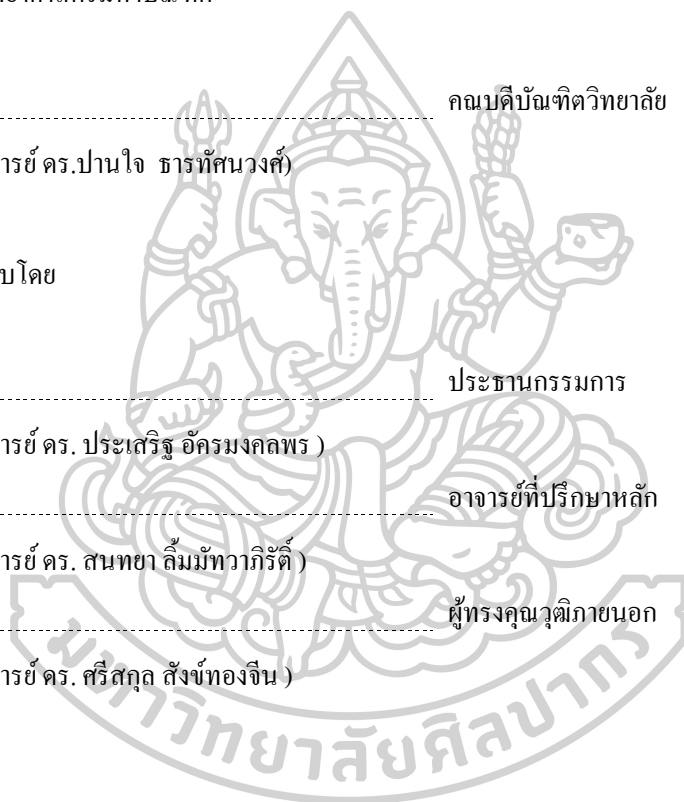 คณบดีบัณฑิตวิทยาลัย
ารย์ ดร.ปานใจ ธารทัศนวงศ์)
บโดย
ประธานกรรมการ
ารย์ ดร. ประเสริฐ อัครมงคลพร )
อาจารย์ที่ปรึกษาหลัก
ารย์ ดร. สนทยา ลิ้มมัทวาภิรัติ์ )
ผู้ทรงคุณวุฒิภายนอก
ารย์ ดร. ศรีสกุล สังข์ทองจีน )
มหาวิทยาลัยศิลปากร